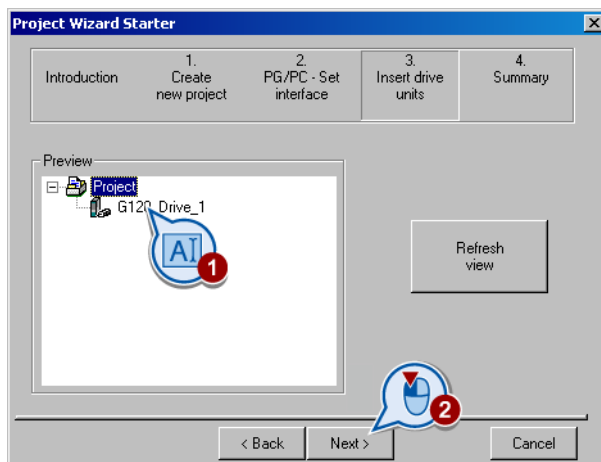 Project Wizard Starter
Introduction
1.
Create
new project
2.
PG/PC - Set
interface
3.
Insert drive
units
4.
Summary
Preview
Project
G120_Drive_1
AI
1
Refresh
view
2
< Back
Next >
Cancel